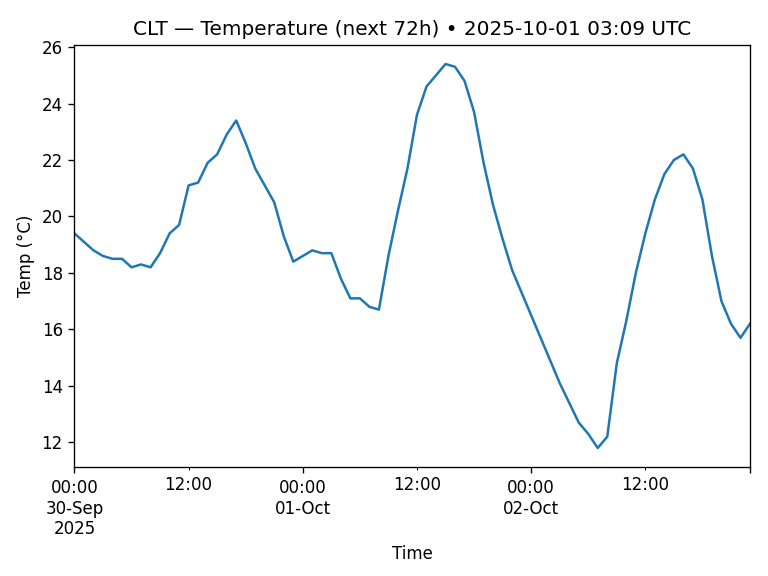 CLT — Temperature (next 72h) • 2025-10-01 03:09 UTC
26
24
22
20
18
16
14
12
Temp (°C)
00:00 12:00 00:00 12:00 00:00 12:00
30-Sep 01-Oct 02-Oct
2025
Time